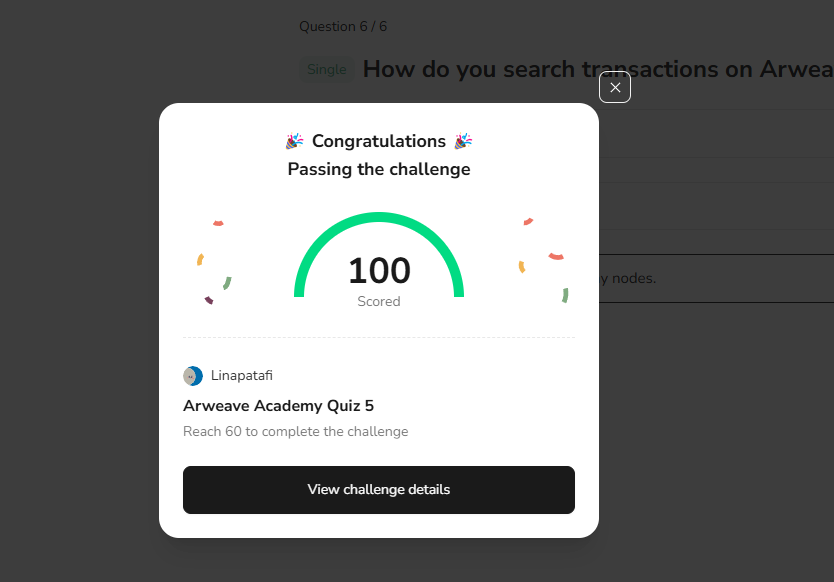 Question 6 / 6
Single How do you search transactions on
Congratulations
Passing the challenge
100
Scored
Linapatafi
Arweave Academy Quiz 5
Reach 60 to complete the challenge
View challenge details
nodes.